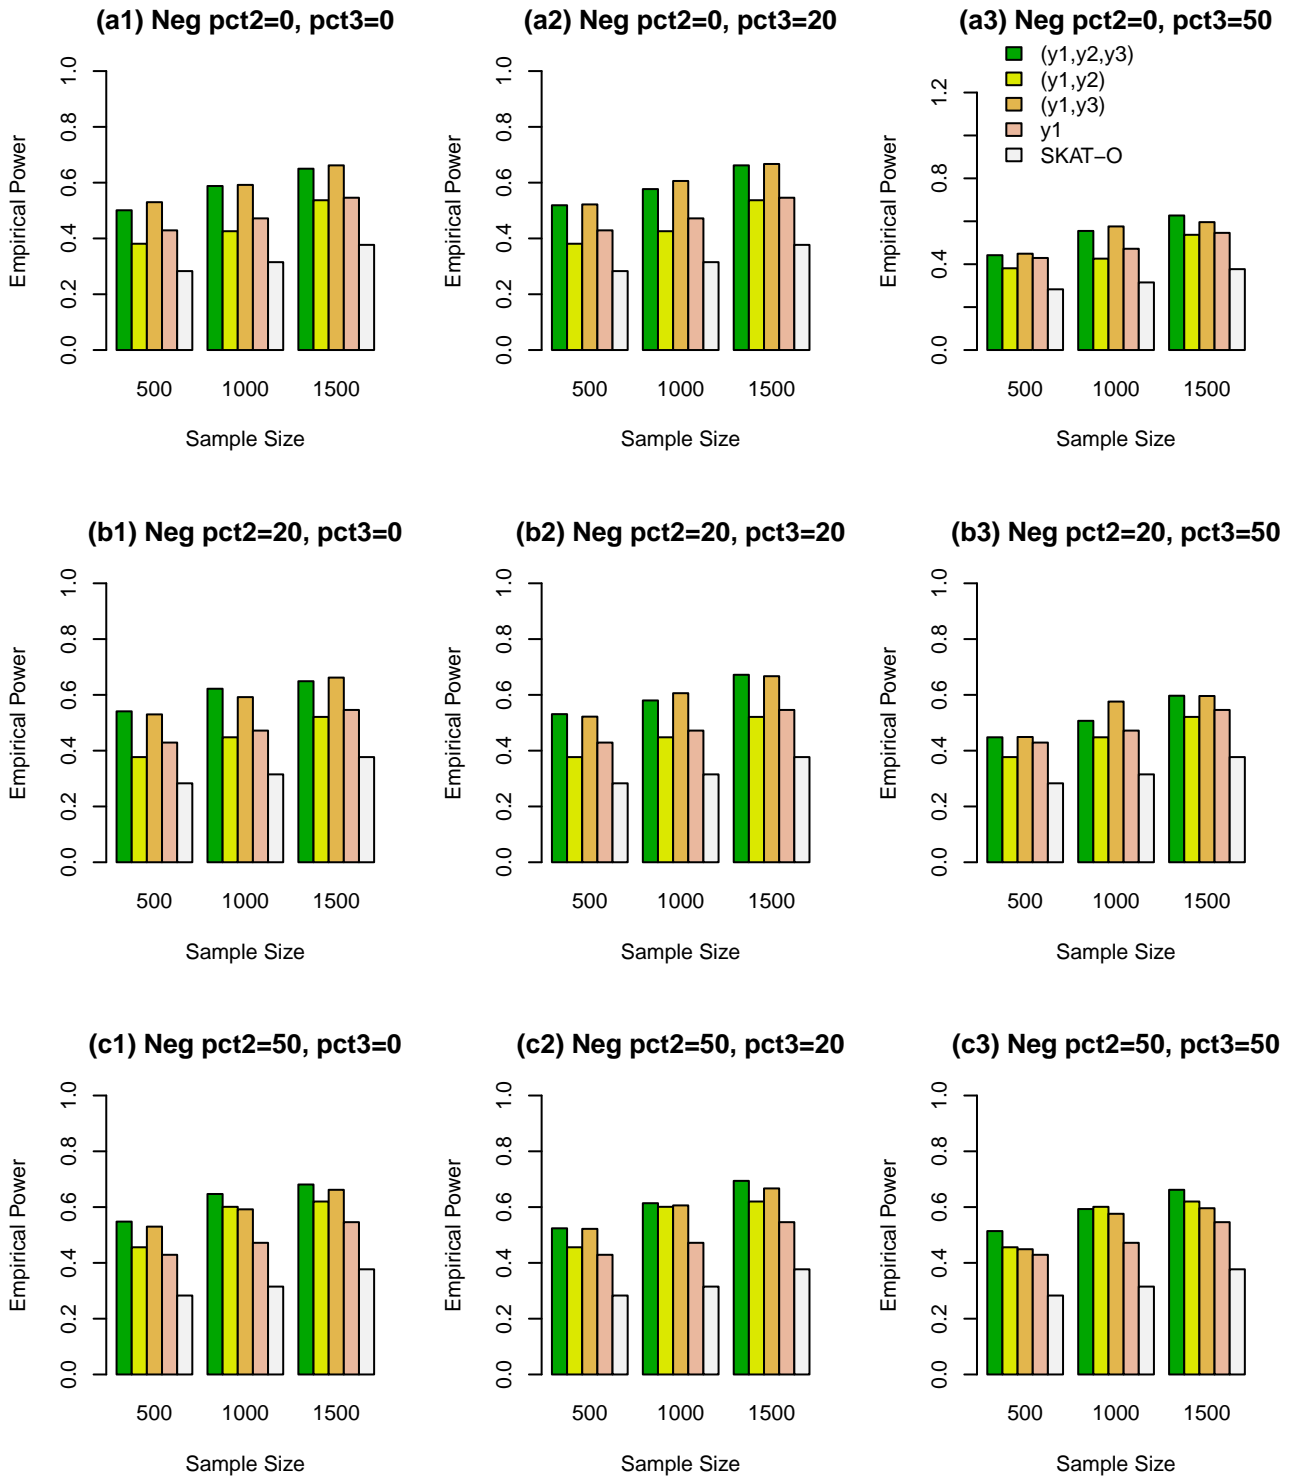 (a1) Neg pct2=0, pct3=0
Empirical Power
0.0 0.2 0.4 0.6 0.8 1.0
500 1000 1500
Sample Size
(a2) Neg pct2=0, pct3=20
Empirical Power
0.0 0.2 0.4 0.6 0.8 1.0
500 1000 1500
Sample Size
(a3) Neg pct2=0, pct3=50
(y1,y2,y3)
(y1,y2)
(y1,y3)
y1
SKAT−O
Empirical Power
0.0 0.4 0.8 1.2
500 1000 1500
Sample Size
(b1) Neg pct2=20, pct3=0
Empirical Power
0.0 0.2 0.4 0.6 0.8 1.0
500 1000 1500
Sample Size
(b2) Neg pct2=20, pct3=20
Empirical Power
0.0 0.2 0.4 0.6 0.8 1.0
500 1000 1500
Sample Size
(b3) Neg pct2=20, pct3=50
Empirical Power
0.0 0.2 0.4 0.6 0.8 1.0
500 1000 1500
Sample Size
(c1) Neg pct2=50, pct3=0
Empirical Power
0.0 0.2 0.4 0.6 0.8 1.0
500 1000 1500
Sample Size
(c2) Neg pct2=50, pct3=20
Empirical Power
0.0 0.2 0.4 0.6 0.8 1.0
500 1000 1500
Sample Size
(c3) Neg pct2=50, pct3=50
Empirical Power
0.0 0.2 0.4 0.6 0.8 1.0
500 1000 1500
Sample Size